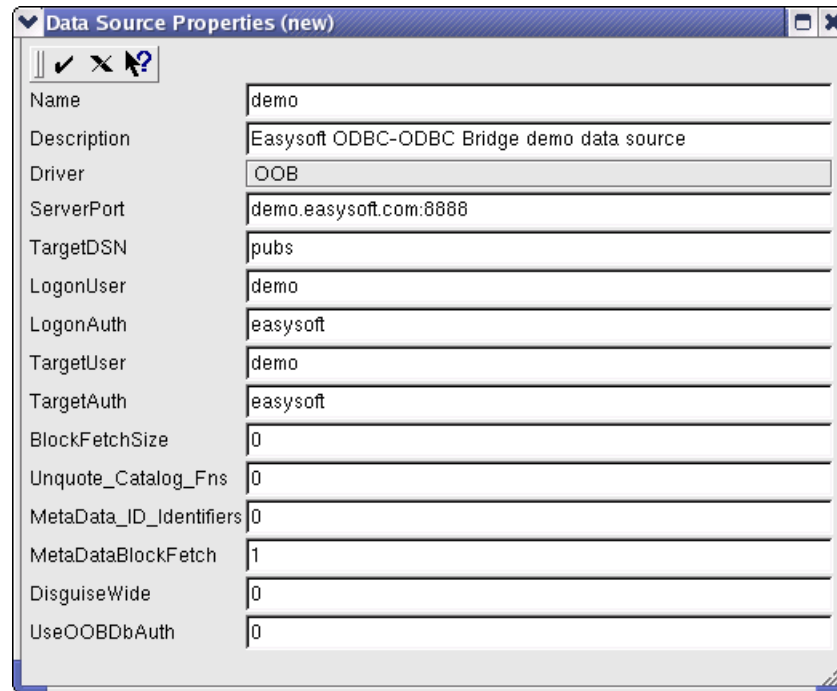 Data Source Properties (new)
Name demo
Description Easysoft ODBC-ODBC Bridge demo data source
Driver OOB
ServerPort demo.easysoft.com:8888
TargetDSN pubs
LogonUser demo
LogonAuth easysoft
TargetUser demo
TargetAuth easysoft
BlockFetchSize 0
Unquote_Catalog_Fns 0
MetaData_ID_Identifiers 0
MetaDataBlockFetch 1
DisguiseWide 0
UseOOBDbAuth 0